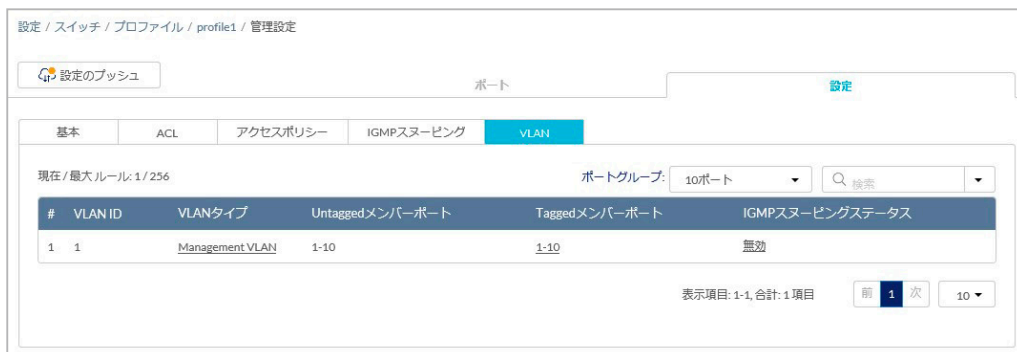 設定 / スイッチ / プロファイル / profile1 / 管理設定
設定のプッシュ
ポート 設定
基本 ACL アクセスポリシー IGMPスヌーピング VLAN
現在 / 最大 ルール: 1 / 256 ポートグループ: 10ポート 検索
# VLAN ID VLANタイプ Untaggedメンバーポート Taggedメンバーポート IGMPスヌーピングステータス
1 1 Management VLAN 1-10 1-10 無効
表示項目: 1-1, 合計: 1 項目 前 1 次 10